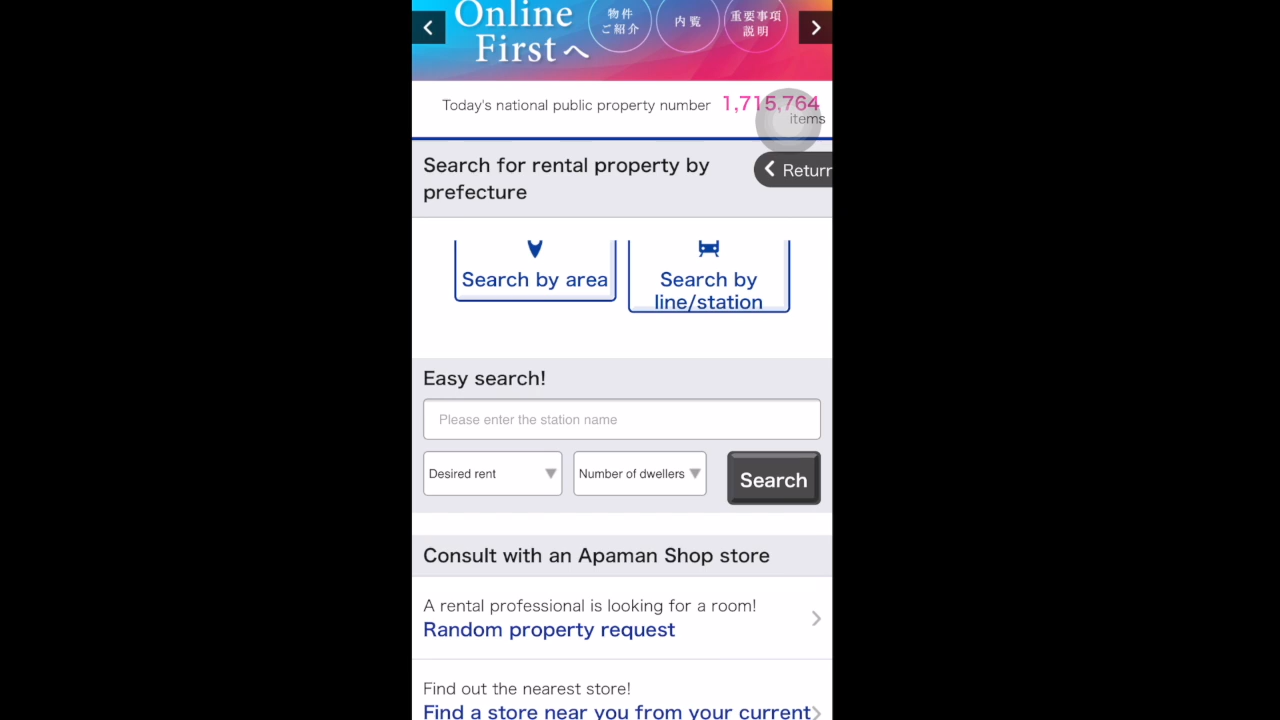 Online
First へ
物件
ご紹介
内覧
重要事項
説明
Today's national public property number 1,715,764
items
Search for rental property by
prefecture
Return
Search by area
Search by
line/station
Easy search!
Please enter the station name
Desired rent
Number of dwellers
Search
Consult with an Apaman Shop store
A rental professional is looking for a room!
Random property request
Find out the nearest store!
Find a store near you from your current